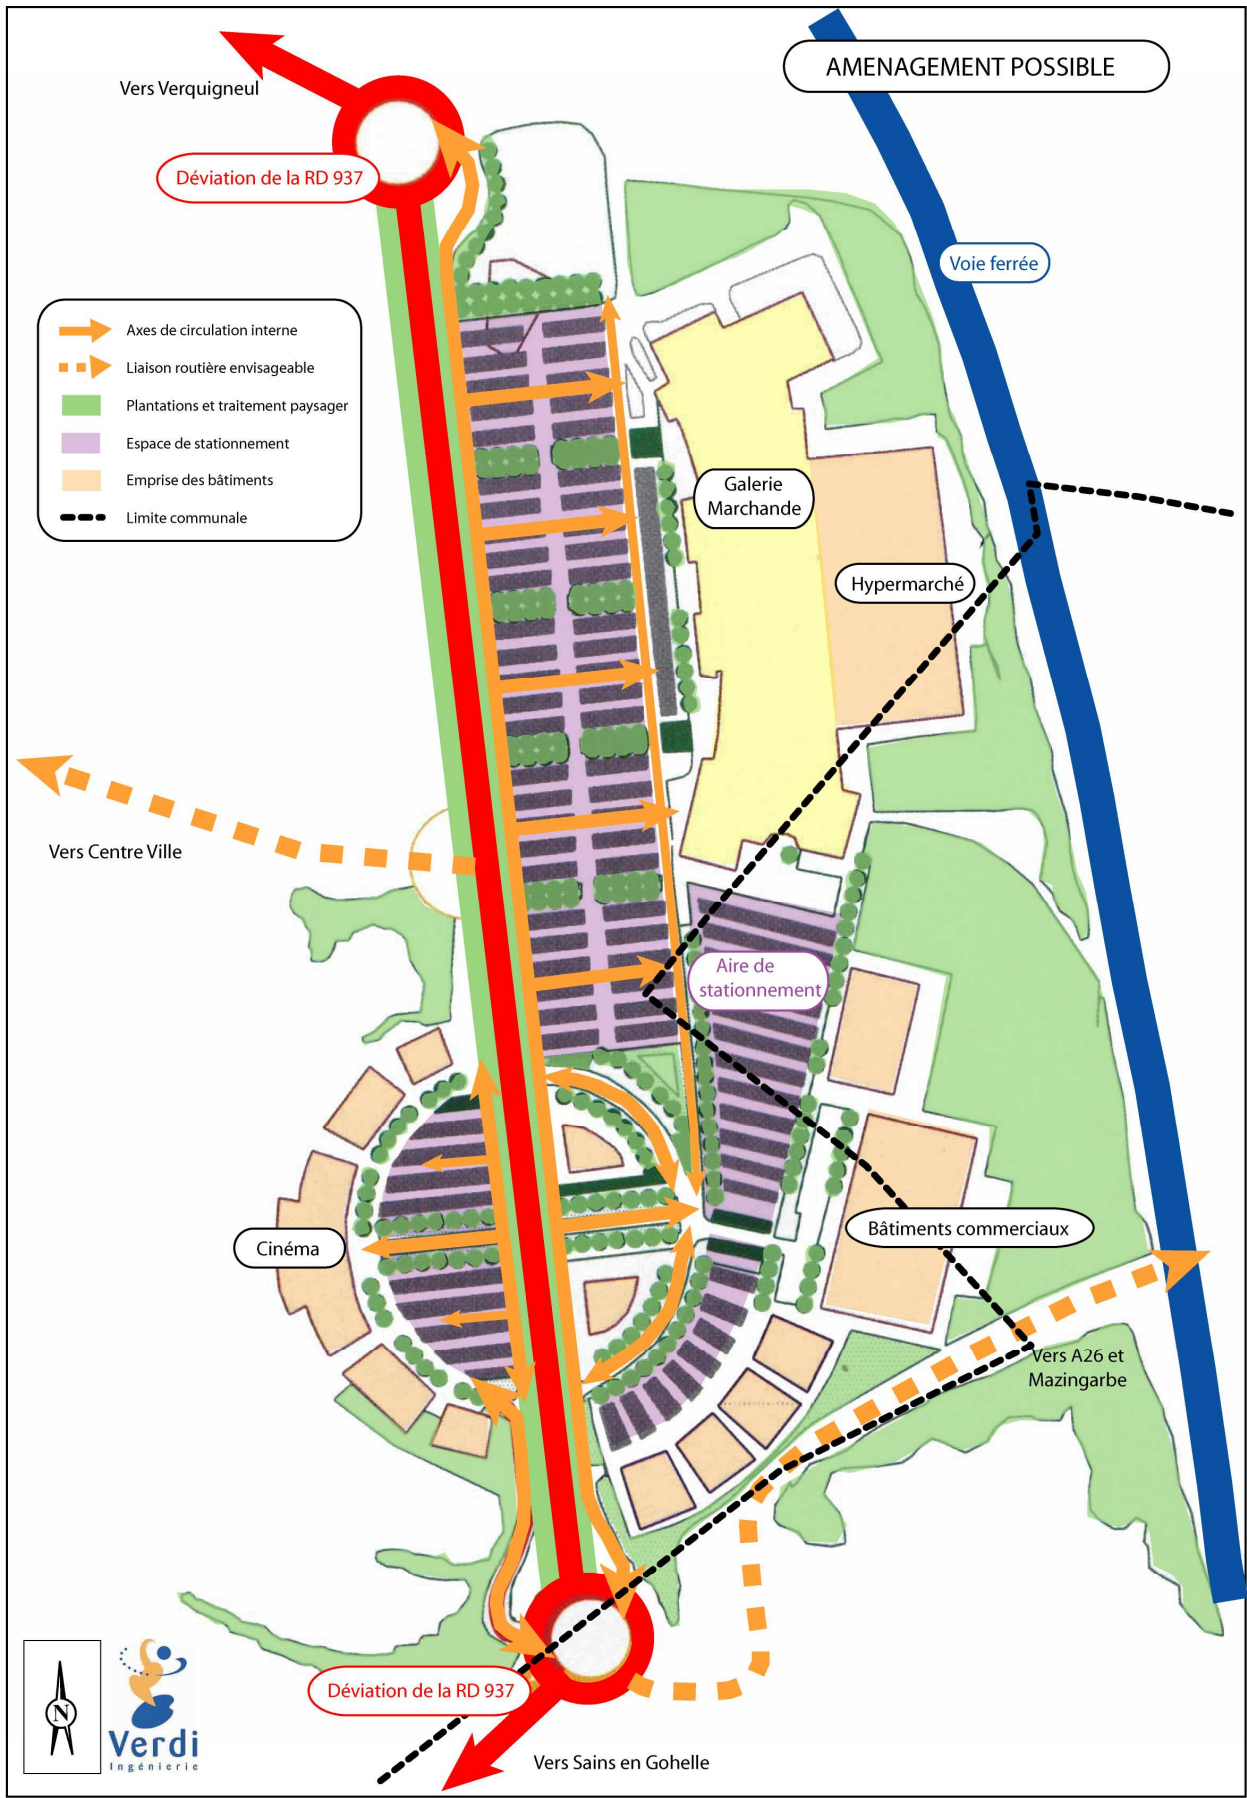 AMENAGEMENT POSSIBLE
Vers Verquigneul
Déviation de la RD 937
Voie ferrée
Axes de circulation interne
Liaison routière envisageable
Plantations et traitement paysager
Espace de stationnement
Emprise des bâtiments
Limite communale
Galerie
Marchande
Hypermarché
Vers Centre Ville
Aire de
stationnement
Cinéma
Bâtiments commerciaux
Vers A26 et
Mazingarbe
Déviation de la RD 937
N
Verdi
Ingénierie
Vers Sains en Gohelle